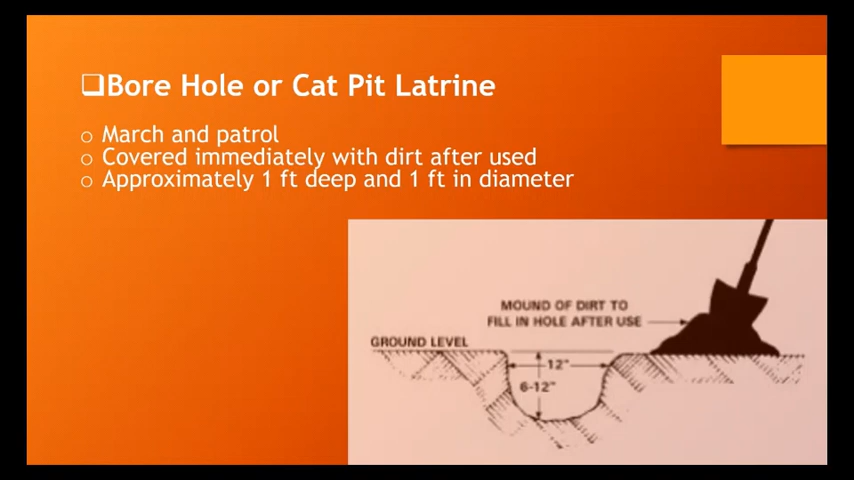 ❑Bore Hole or Cat Pit Latrine
o March and patrol
o Covered immediately with dirt after used
o Approximately 1 ft deep and 1 ft in diameter
MOUND OF DIRT TO
FILL IN HOLE AFTER USE
GROUND LEVEL
12"
6-12"